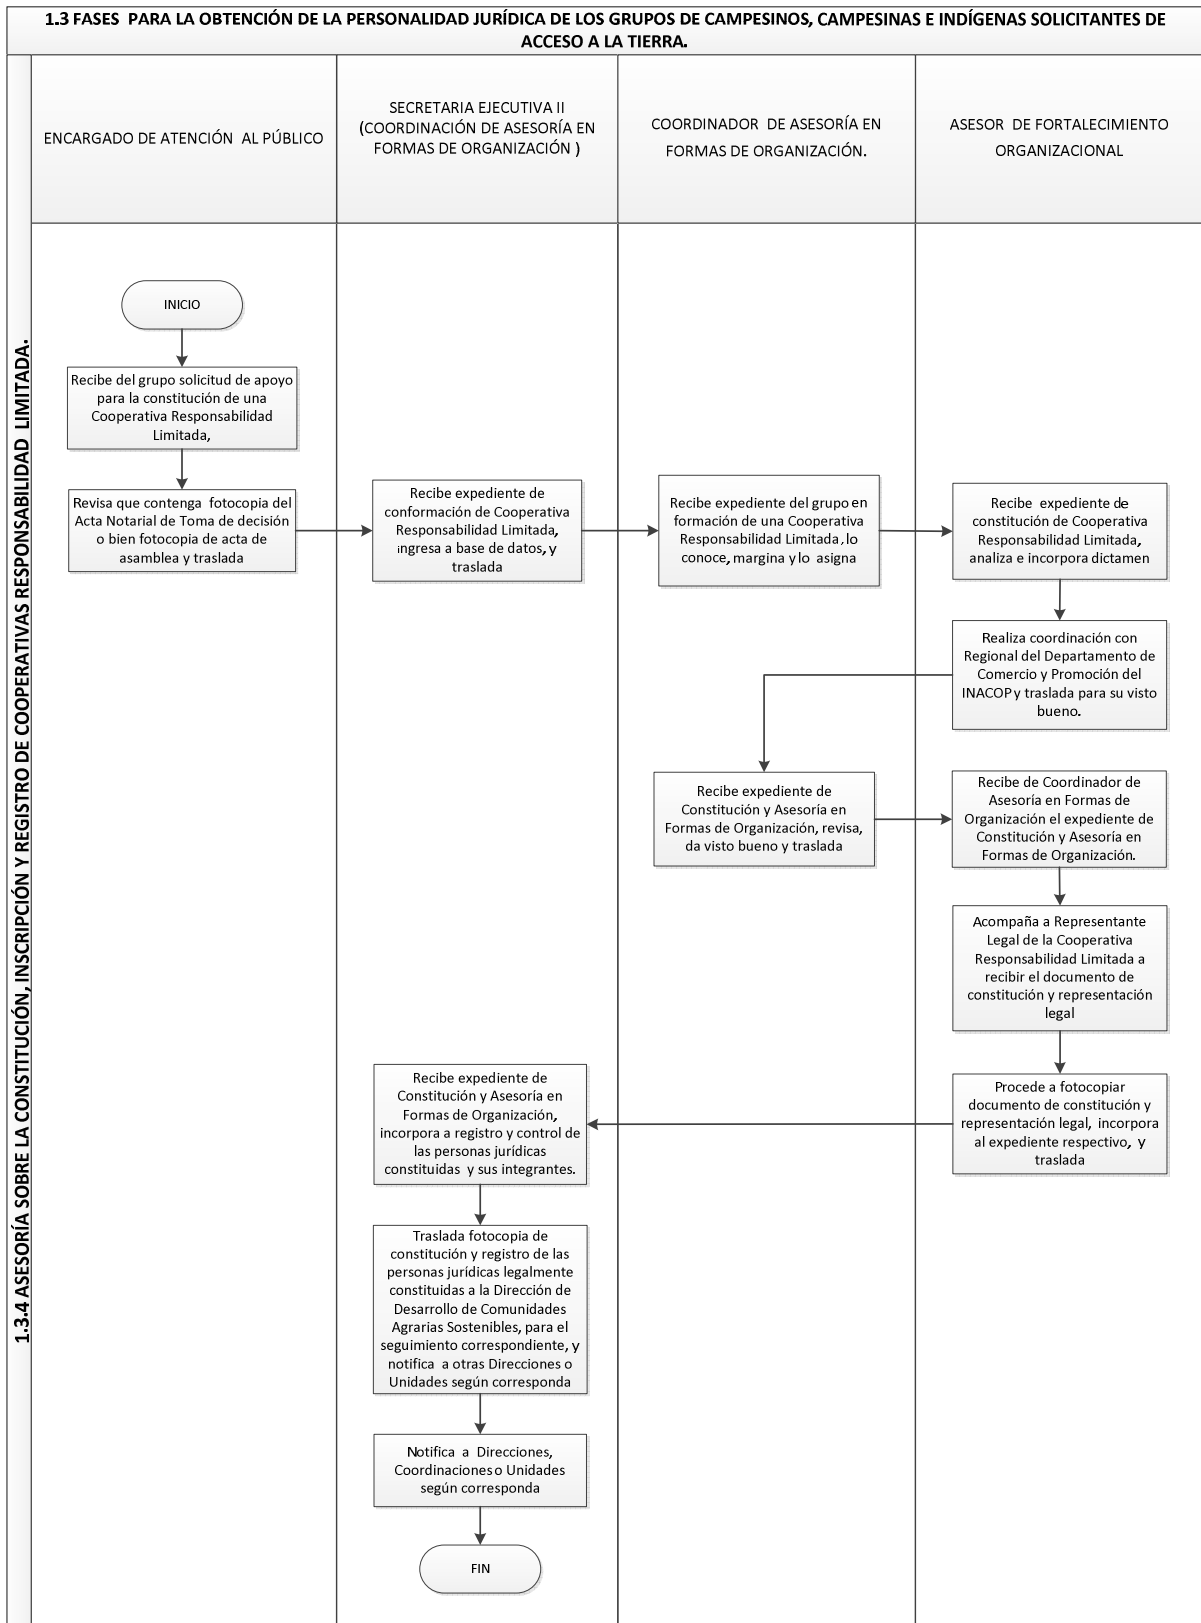 1.3 FASES PARA LA OBTENCIÓN DE LA PERSONALIDAD JURÍDICA DE LOS GRUPOS DE CAMPESINOS, CAMPESINAS E INDÍGENAS SOLICITANTES DE
ACCESO A LA TIERRA.
1.3.4 ASESORÍA SOBRE LA CONSTITUCIÓN, INSCRIPCIÓN Y REGISTRO DE COOPERATIVAS RESPONSABILIDAD LIMITADA.
ENCARGADO DE ATENCIÓN AL PÚBLICO
SECRETARIA EJECUTIVA II
(COORDINACIÓN DE ASESORÍA EN
FORMAS DE ORGANIZACIÓN )
COORDINADOR DE ASESORÍA EN
FORMAS DE ORGANIZACIÓN.
ASESOR DE FORTALECIMIENTO
ORGANIZACIONAL
INICIO
Recibe del grupo solicitud de apoyo
para la constitución de una
Cooperativa Responsabilidad
Limitada,
Revisa que contenga fotocopia del
Acta Notarial de Toma de decisión
o bien fotocopia de acta de
asamblea y traslada
Recibe expediente de
conformación de Cooperativa
Responsabilidad Limitada,
ingresa a base de datos, y
traslada
Recibe expediente del grupo en
formación de una Cooperativa
Responsabilidad Limitada, lo
conoce, margina y lo asigna
Recibe expediente de
constitución de Cooperativa
Responsabilidad Limitada,
analiza e incorpora dictamen
Realiza coordinación con
Regional del Departamento de
Comercio y Promoción del
INACOP y traslada para su visto
bueno.
Recibe expediente de
Constitución y Asesoría en
Formas de Organización, revisa,
da visto bueno y traslada
Recibe de Coordinador de
Asesoría en Formas de
Organización el expediente de
Constitución y Asesoría en
Formas de Organización.
Acompaña a Representante
Legal de la Cooperativa
Responsabilidad Limitada a
recibir el documento de
constitución y representación
legal
Procede a fotocopiar
documento de constitución y
representación legal, incorpora
al expediente respectivo, y
traslada
Recibe expediente de
Constitución y Asesoría en
Formas de Organización,
incorpora a registro y control de
las personas jurídicas
constituidas y sus integrantes.
Traslada fotocopia de
constitución y registro de las
personas jurídicas legalmente
constituidas a la Dirección de
Desarrollo de Comunidades
Agrarias Sostenibles, para el
seguimiento correspondiente, y
notifica a otras Direcciones o
Unidades según corresponda
Notifica a Direcciones,
Coordinaciones o Unidades
según corresponda
FIN